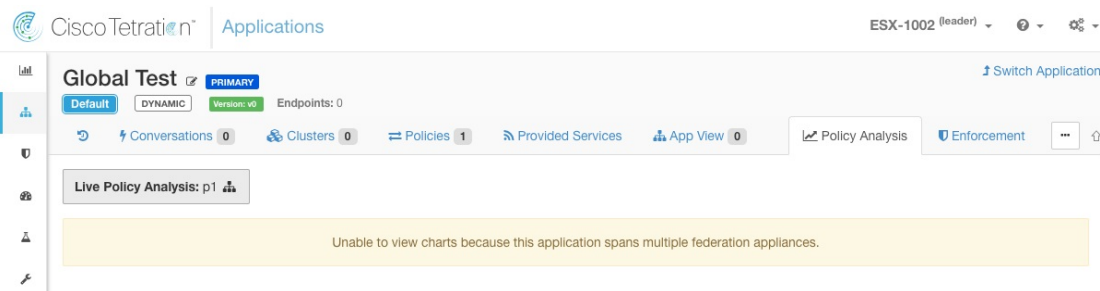 Cisco Tetration™ Applications ESX-1002 (leader)
Global Test PRIMARY Switch Application
Default DYNAMIC Version: v0 Endpoints: 0
Conversations 0 Clusters 0 Policies 1 Provided Services App View 0 Policy Analysis Enforcement ...
Live Policy Analysis: p1
Unable to view charts because this application spans multiple federation appliances.